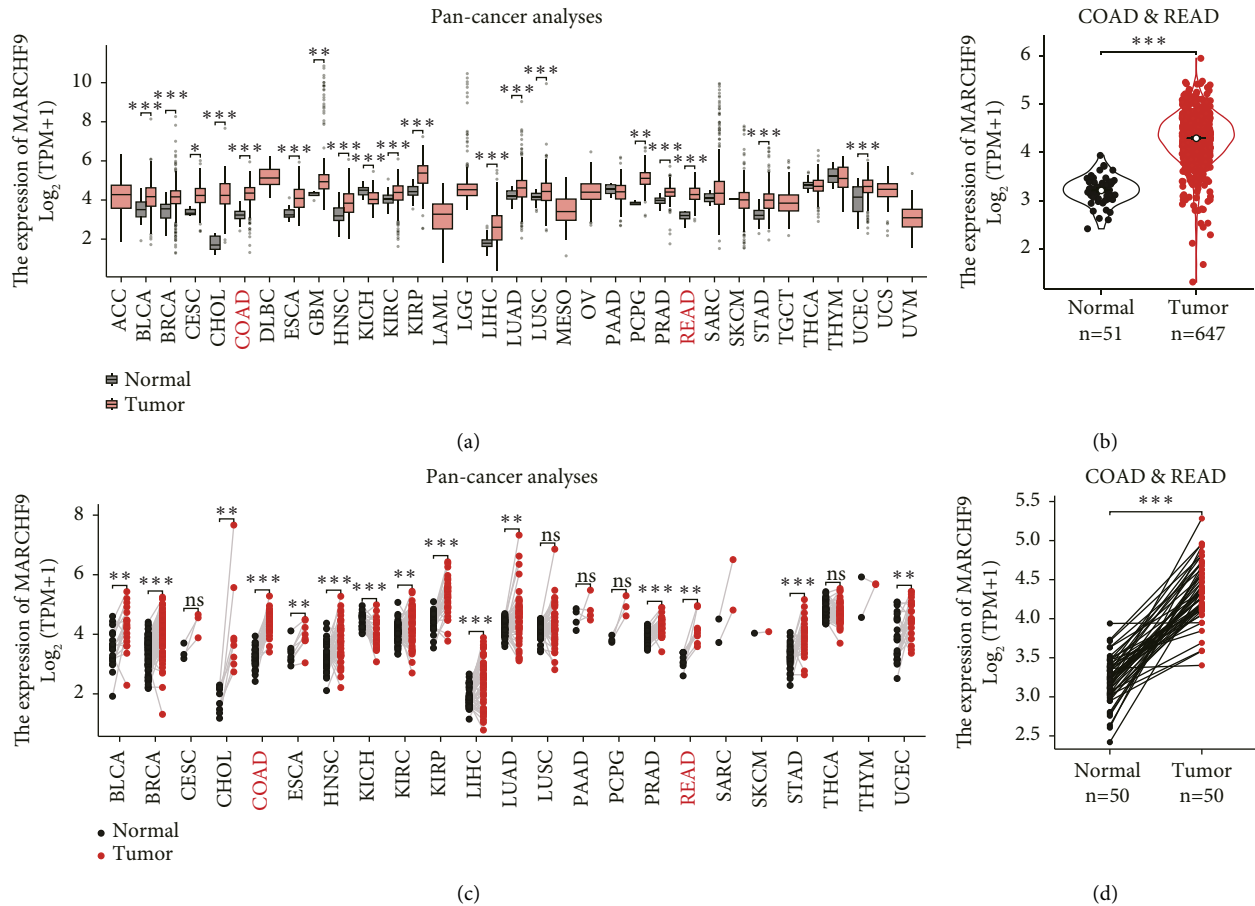 Pan-cancer analyses
The expression of MARCHF9
Log2 (TPM+1)
10
8
6
4
2
*** *** * *** *** *** ** *** *** *** *** *** *** *** ** *** *** *** ***
ACC BLCA BRCA CESC CHOL COAD DLBC ESCA GBM HNSC KICH KIRC KIRP LAML LGG LIHC LUAD LUSC MESO OV PAAD PCPG PRAD READ SARC SKCM STAD TGCT THCA THYM UCEC UCS UVM
Normal
Tumor
(a)
COAD & READ
***
The expression of MARCHF9
Log2 (TPM+1)
6
5
4
3
2
Normal Tumor
n=51 n=647
(b)
Pan-cancer analyses
The expression of MARCHF9
Log2 (TPM+1)
8
6
4
2
** *** ns ** *** ** *** *** ** *** *** ** ns ns ns *** ** *** ns **
BLCA BRCA CESC CHOL COAD ESCA HNSC KICH KIRC KIRP LIHC LUAD LUSC PAAD PCPG PRAD READ SARC SKCM STAD THCA THYM UCEC
Normal
Tumor
(c)
COAD & READ
***
The expression of MARCHF9
Log2 (TPM+1)
5.5
5.0
4.5
4.0
3.5
3.0
2.5
Normal Tumor
n=50 n=50
(d)